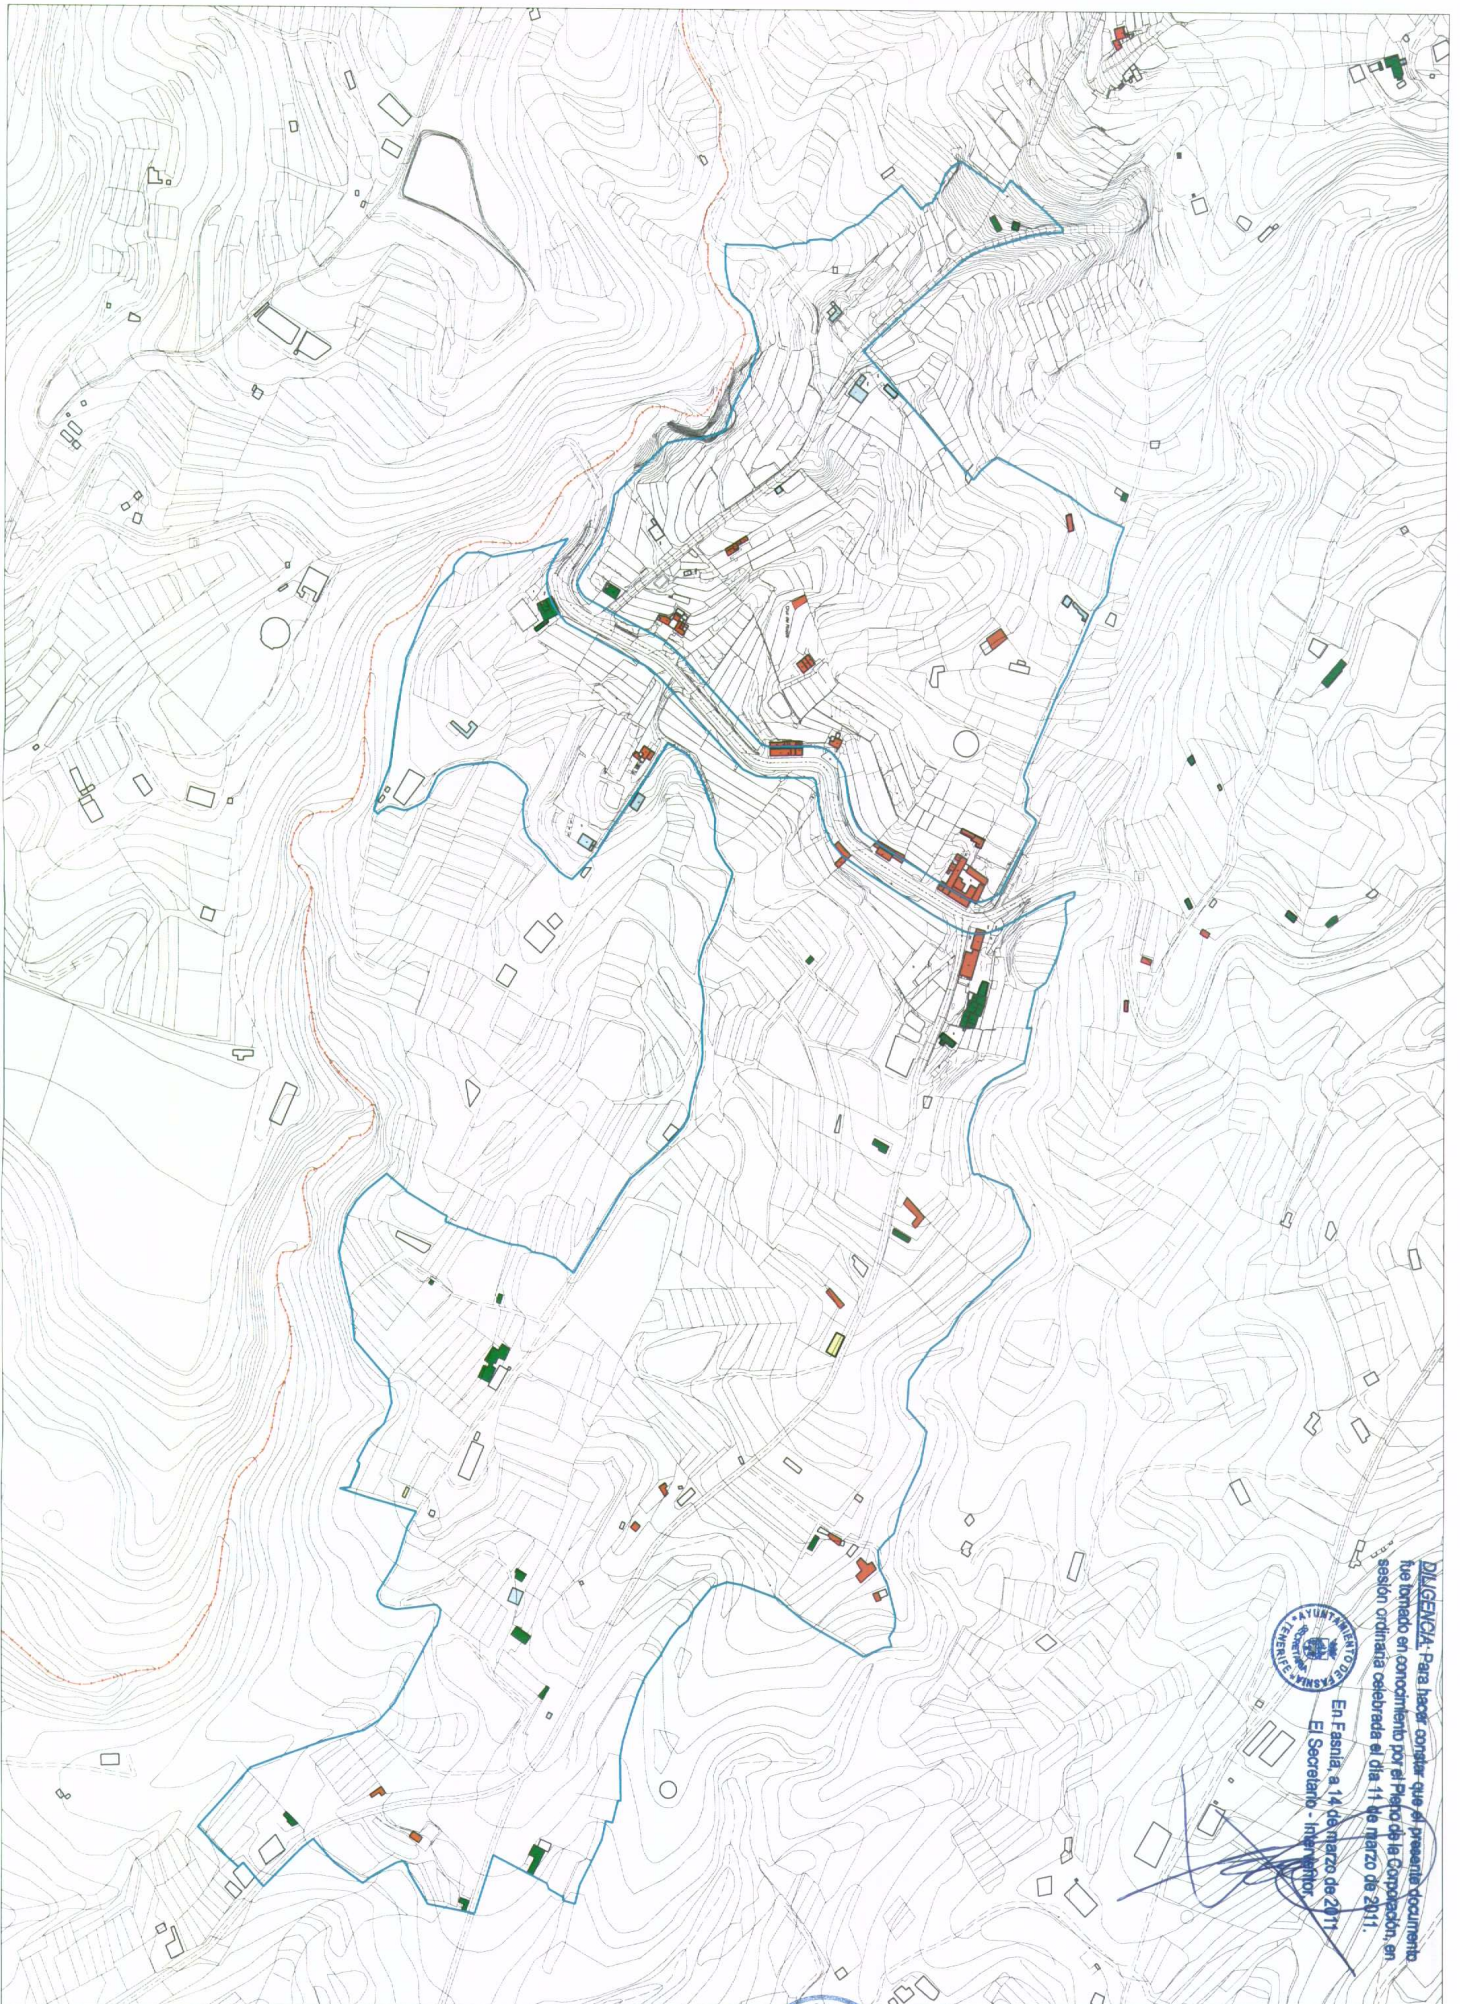 DILIGENCIA: Para hacer constar que el presente documento
fue tomado en conocimiento por el Pleno de la Corporación, en
sesión ordinaria celebrada el día 11 de marzo de 2011.
En Fasnia, a 14 de marzo de 2011
El Secretario - Interventor,
AYUNTAMIENTO DE FASNIA
TENERIFE